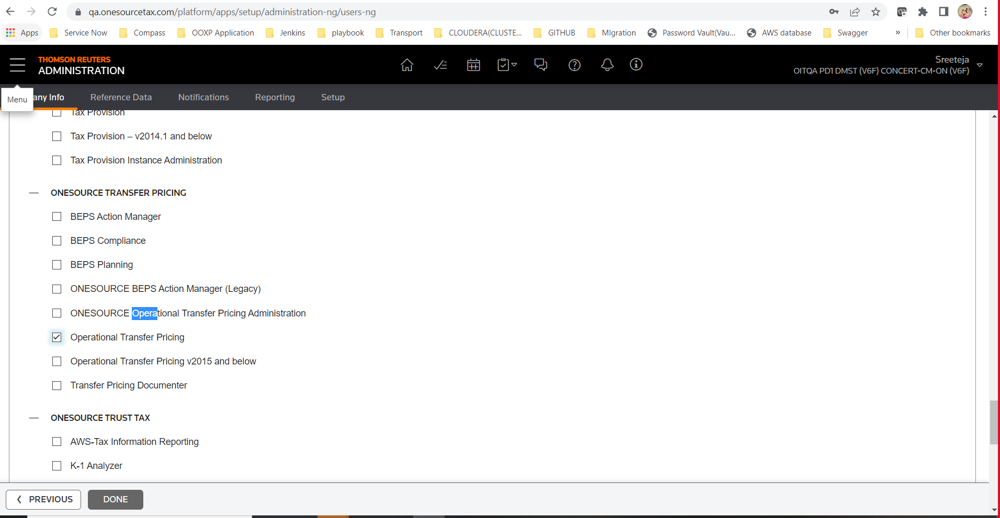 qa.onesourcetax.com/platform/apps/setup/administration-ng/users-ng
Apps Service Now Compass OOXP Application Jenkins playbook Transport CLOUDERA(CLUSTE... GITHUB MIgration Password Vault(Vau... AWS database Swagger » Other bookmarks
THOMSON REUTERS
ADMINISTRATION
Sreeteja
OITQA PD1 DMST (V6F) CONCERT-CM-ON (V6F)
Menu
any Info Reference Data Notifications Reporting Setup
Tax Provision
Tax Provision – v2014.1 and below
Tax Provision Instance Administration
ONESOURCE TRANSFER PRICING
BEPS Action Manager
BEPS Compliance
BEPS Planning
ONESOURCE BEPS Action Manager (Legacy)
ONESOURCE Operational Transfer Pricing Administration
Operational Transfer Pricing
Operational Transfer Pricing v2015 and below
Transfer Pricing Documenter
ONESOURCE TRUST TAX
AWS-Tax Information Reporting
K-1 Analyzer
PREVIOUS DONE